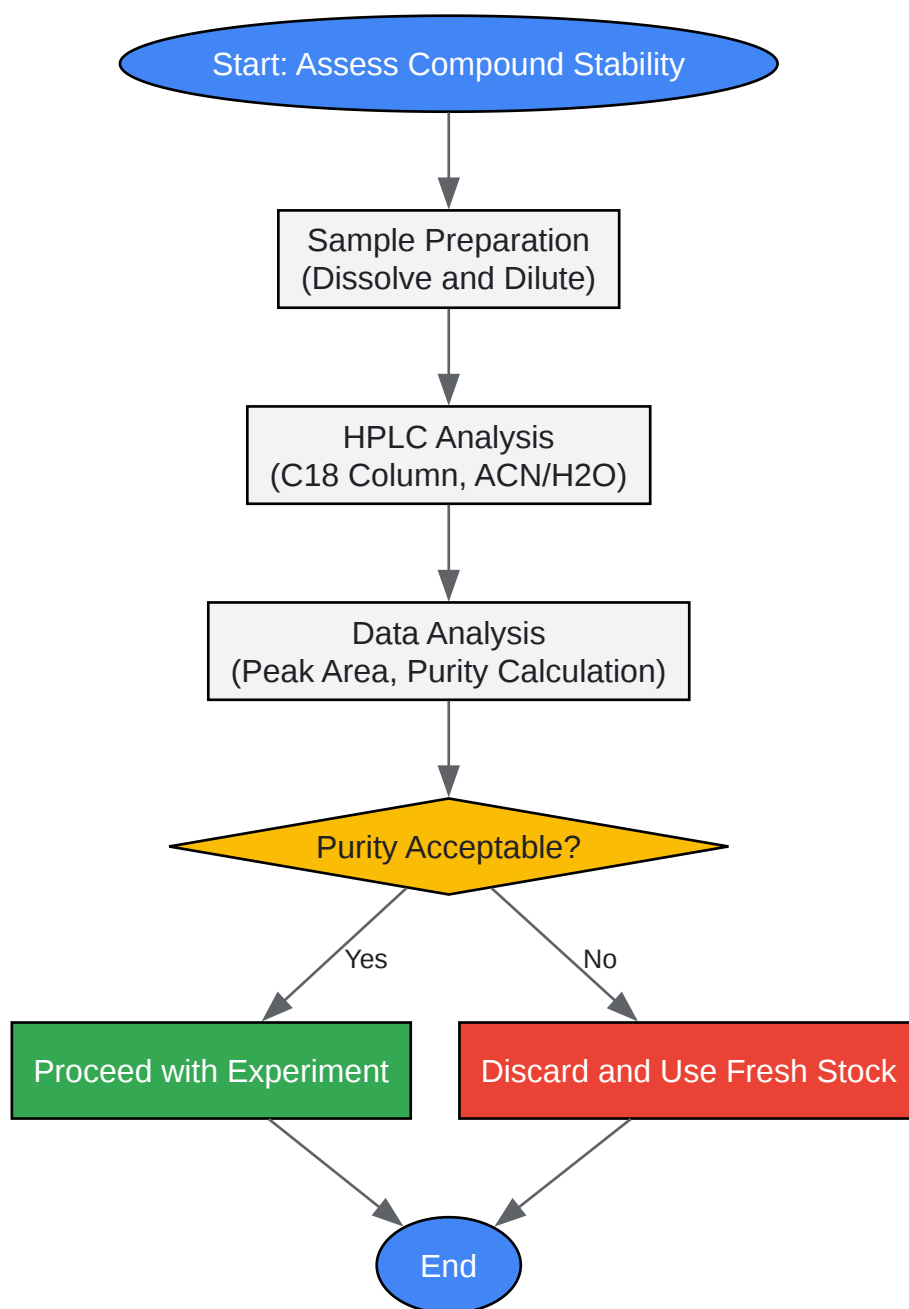 Start: Assess Compound Stability
Sample Preparation
(Dissolve and Dilute)
HPLC Analysis
(C18 Column, ACN/H2O)
Data Analysis
(Peak Area, Purity Calculation)
Purity Acceptable?
Yes
No
Proceed with Experiment
Discard and Use Fresh Stock
End